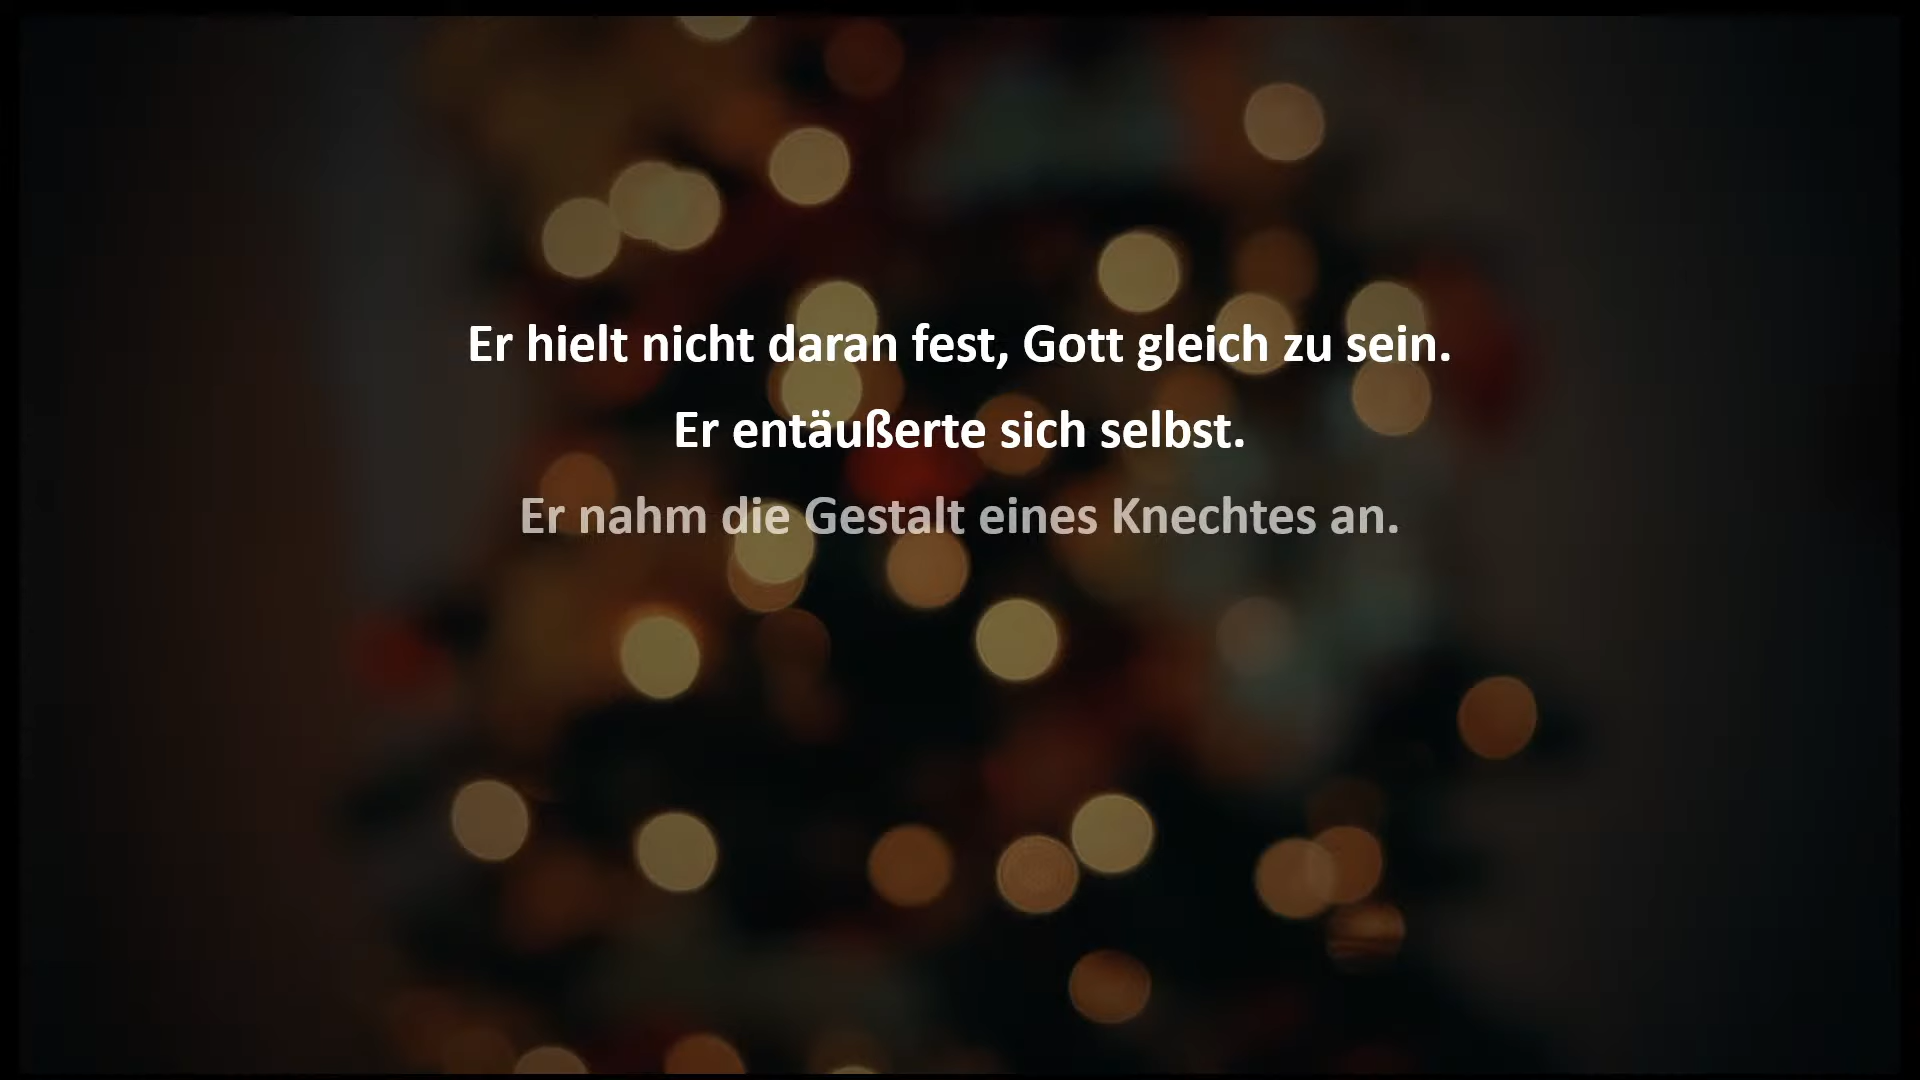 Er hielt nicht daran fest, Gott gleich zu sein.
Er entäußerte sich selbst.
Er nahm die Gestalt eines Knechtes an.